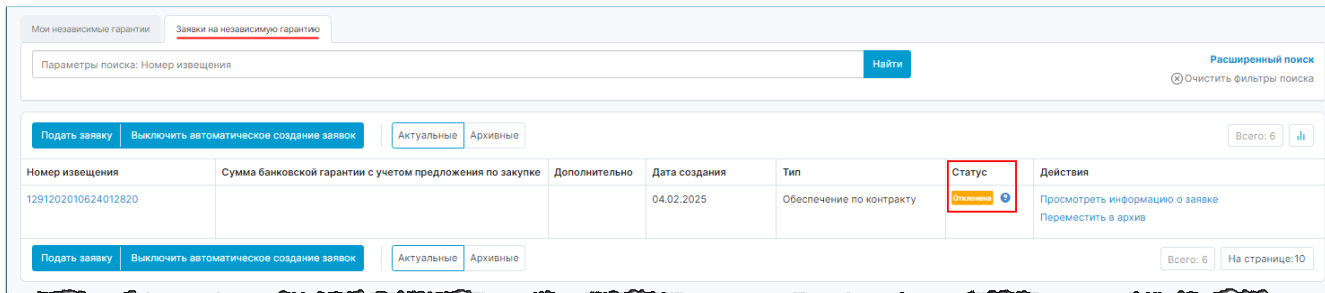 Мои независимые гарантии Заявки на независимую гарантию
Параметры поиска: Номер извещения Найти Расширенный поиск
Очистить фильтры поиска
Подать заявку Выключить автоматическое создание заявок Актуальные Архивные Всего: 6
Номер извещения Сумма банковской гарантии с учетом предложения по закупке Дополнительно Дата создания Тип Статус Действия
1291202010624012820 04.02.2025 Обеспечение по контракту Отклонена ? Просмотреть информацию о заявке
Переместить в архив
Подать заявку Выключить автоматическое создание заявок Актуальные Архивные Всего: 6 На странице:10